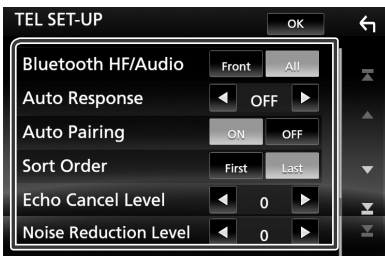 TEL SET-UP OK
Bluetooth HF/Audio Front All
Auto Response OFF
Auto Pairing ON OFF
Sort Order First Last
Echo Cancel Level 0
Noise Reduction Level 0